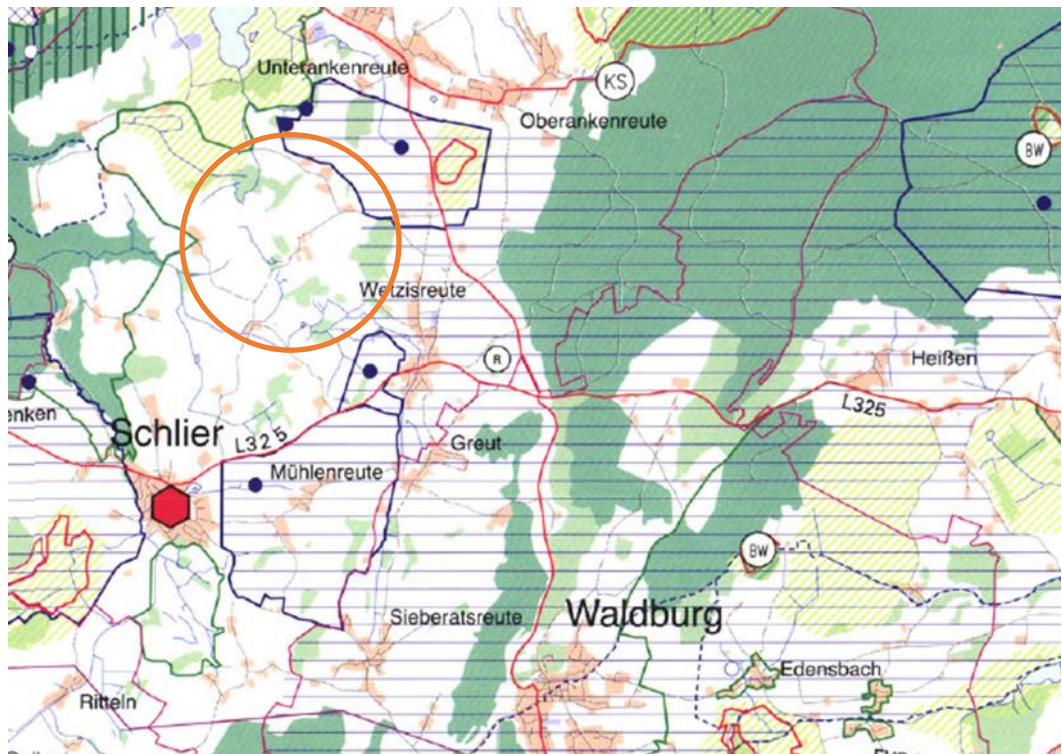 Unterankenreute
KS
Oberankenreute
BW
Wetzisreute
R
Heißen
enken
L325
Schlier
L325
Greut
Mühlenreute
BW
Sieberatsreute
Waldburg
Edensbach
Ritteln